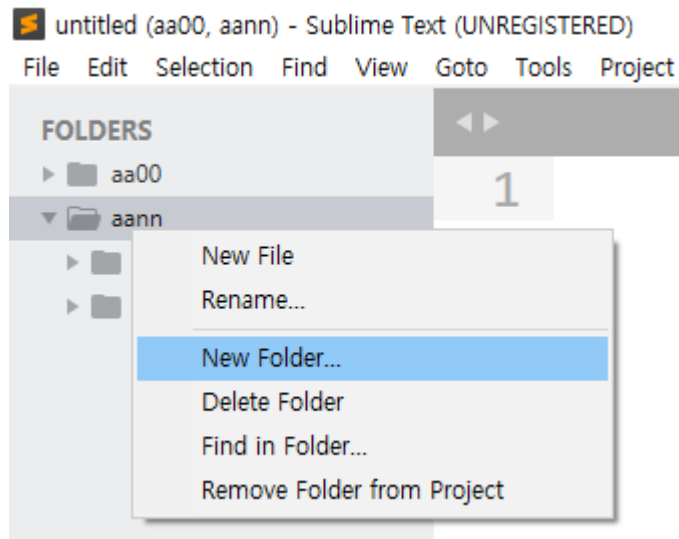 untitled (aa00, aann) - Sublime Text (UNREGISTERED)
File Edit Selection Find View Goto Tools Project
FOLDERS
aa00
1
aann
New File
Rename...
New Folder...
Delete Folder
Find in Folder...
Remove Folder from Project